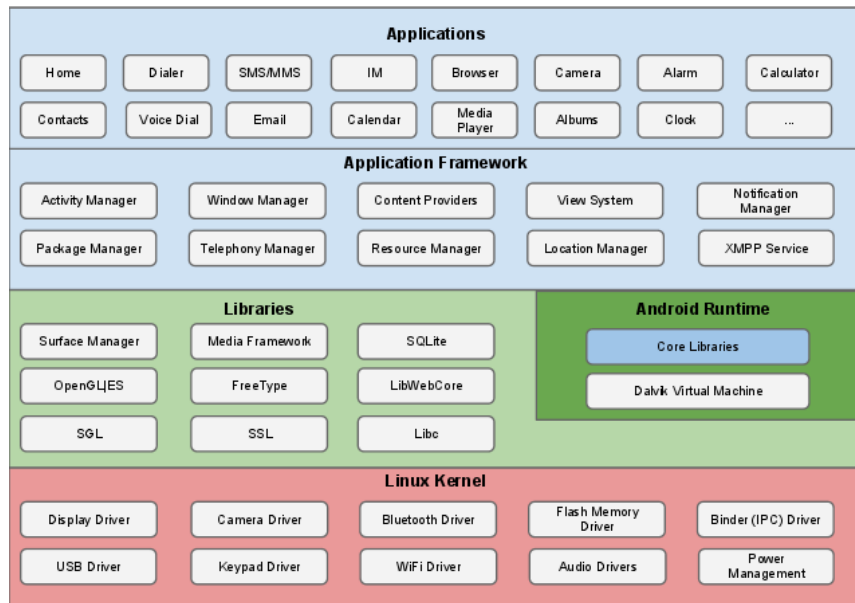 Applications
Home
Dialer
SMS/MMS
IM
Browser
Camera
Alarm
Calculator
Contacts
Voice Dial
Email
Calendar
Media
Player
Albums
Clock
...
Application Framework
Activity Manager
Window Manager
Content Providers
View System
Notification
Manager
Package Manager
Telephony Manager
Resource Manager
Location Manager
XMPP Service
Libraries
Surface Manager
Media Framework
SQLite
OpenGL|ES
FreeType
LibWebCore
SGL
SSL
Libc
Android Runtime
Core Libraries
Dalvik Virtual Machine
Linux Kernel
Display Driver
Camera Driver
Bluetooth Driver
Flash Memory
Driver
Binder (IPC) Driver
USB Driver
Keypad Driver
WiFi Driver
Audio Drivers
Power
Management